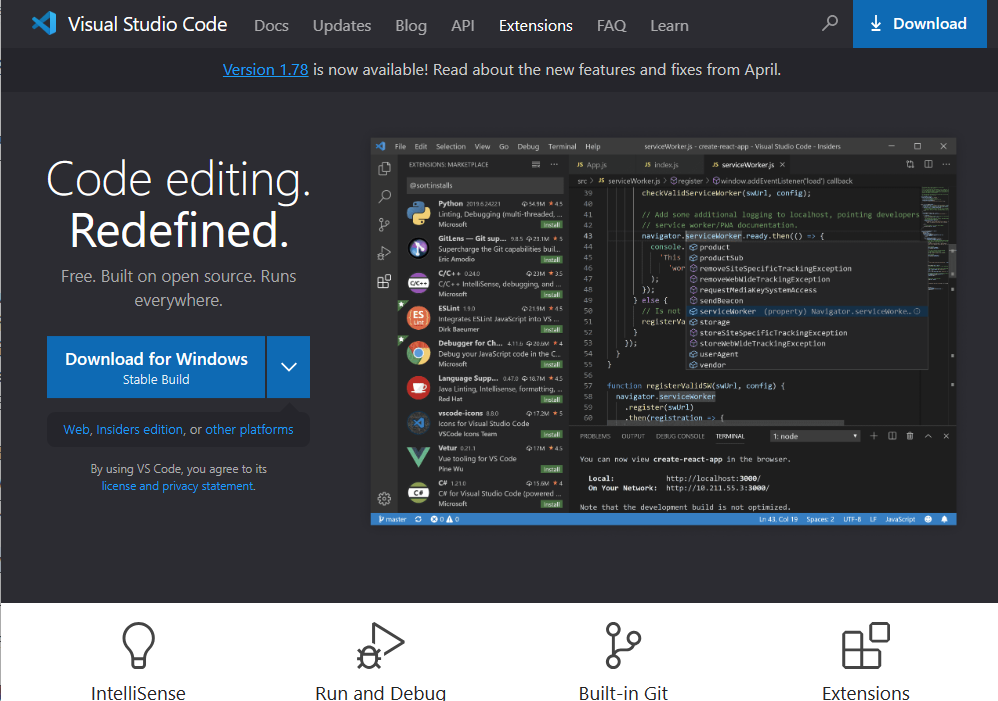 Visual Studio Code Docs Updates Blog API Extensions FAQ Learn Download
Version 1.78 is now available! Read about the new features and fixes from April.
Code editing.
Redefined.
Free. Built on open source. Runs
everywhere.
Download for Windows
Stable Build
Web, Insiders edition, or other platforms
By using VS Code, you agree to its
license and privacy statement.
File Edit Selection View Go Debug Terminal Help serviceWorker.js - create-react-app - Visual Studio Code - Insiders
EXTENSIONS: MARKETPLACE
@sort:installs
Python 2019.6.24221 54.9M 4.5
Linting, Debugging (multi-threaded, ...
Microsoft Install
GitLens — Git sup... 9.8.5 23.1M 5
Supercharge the Git capabilities buil...
Eric Amodio Install
C/C++ 0.24.0 23M 3.5
C/C++ IntelliSense, debugging, and ...
Microsoft Install
ESLint 1.9.0 21.9M 4.5
Integrates ESLint JavaScript into VS ...
Dirk Baeumer Install
Debugger for Ch... 4.11.6 20.6M 4
Debug your JavaScript code in the C...
Microsoft Install
Language Supp... 0.47.0 18.7M 4.5
Java Linting, Intellisense, formatting, ...
Red Hat Install
vscode-icons 8.8.0 17.2M 5
Icons for Visual Studio Code
VSCode Icons Team Install
Vetur 0.21.1 17M 4.5
Vue tooling for VS Code
Pine Wu Install
C# 1.21.0 15.6M 4
C# for Visual Studio Code (powered ...
Microsoft Install
JS App.js JS index.js JS serviceWorker.js
src > JS serviceWorker.js > register > window.addEventListener('load') callback
39 checkValidServiceWorker(swUrl, config);
40
41 // Add some additional logging to localhost, pointing developers
42 // service worker/PWA documentation.
43 navigator.serviceWorker.ready.then(() => {
44 console.
45 'This
46 'wor
47 );
48 });
49 } else {
50 // Is not
51 registerVa
52 }
53 });
54 }
55 }
56
57 function registerValidSW(swUrl, config) {
58 navigator.serviceWorker
59 .register(swUrl)
60 .then(registration => {
product
productSub
removeSiteSpecificTrackingException
removeWebWideTrackingException
requestMediaKeySystemAccess
sendBeacon
serviceWorker (property) Navigator.serviceWorke...
storage
storeSiteSpecificTrackingException
storeWebWideTrackingException
userAgent
vendor
PROBLEMS OUTPUT DEBUG CONSOLE TERMINAL 1: node
You can now view create-react-app in the browser.
Local: http://localhost:3000/
On Your Network: http://10.211.55.3:3000/
Note that the development build is not optimized.
master 0 0 Ln 43, Col 19 Spaces: 2 UTF-8 LF JavaScript
IntelliSense Run and Debug Built-in Git Extensions